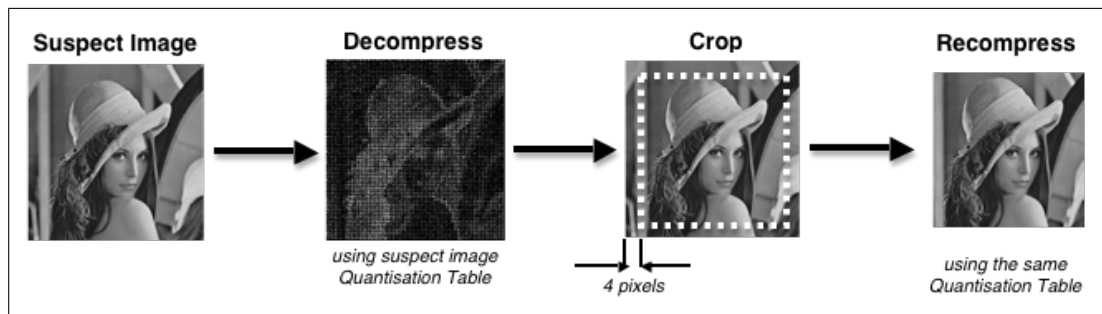 Suspect Image
Decompress
Crop
Recompress
using suspect image
Quantisation Table
4 pixels
using the same
Quantisation Table